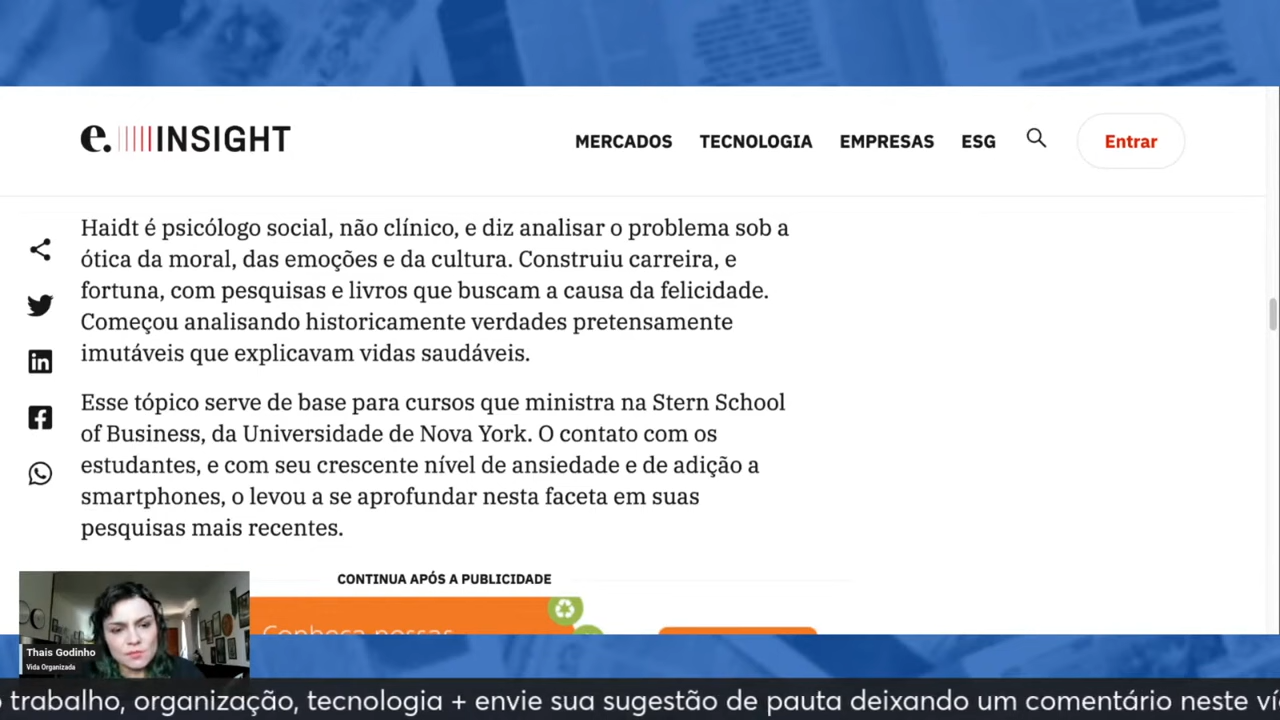 e. INSIGHT
MERCADOS TECNOLOGIA EMPRESAS ESG Entrar
Haidt é psicólogo social, não clínico, e diz analisar o problema sob a
ótica da moral, das emoções e da cultura. Construiu carreira, e
fortuna, com pesquisas e livros que buscam a causa da felicidade.
Começou analisando historicamente verdades pretensamente
imutáveis que explicavam vidas saudáveis.
Esse tópico serve de base para cursos que ministra na Stern School
of Business, da Universidade de Nova York. O contato com os
estudantes, e com seu crescente nível de ansiedade e de adição a
smartphones, o levou a se aprofundar nesta faceta em suas
pesquisas mais recentes.
CONTINUA APÓS A PUBLICIDADE
Conheça nossas
Thais Godinho
Vida Organizada
o trabalho, organização, tecnologia + envie sua sugestão de pauta deixando um comentário neste ví